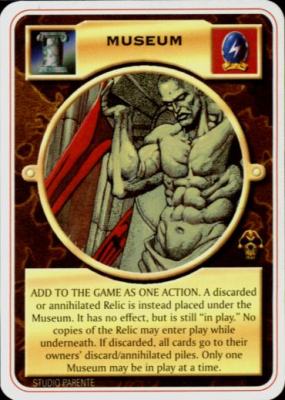 MUSEUM
ADD TO THE GAME AS ONE ACTION. A discarded
or annihilated Relic is instead placed under the
Museum. It has no effect, but is still "in play." No
copies of the Relic may enter play while
underneath. If discarded, all cards go to their
owners' discard/annihilated piles. Only one
Museum may be in play at a time.
STUDIO PARENTE